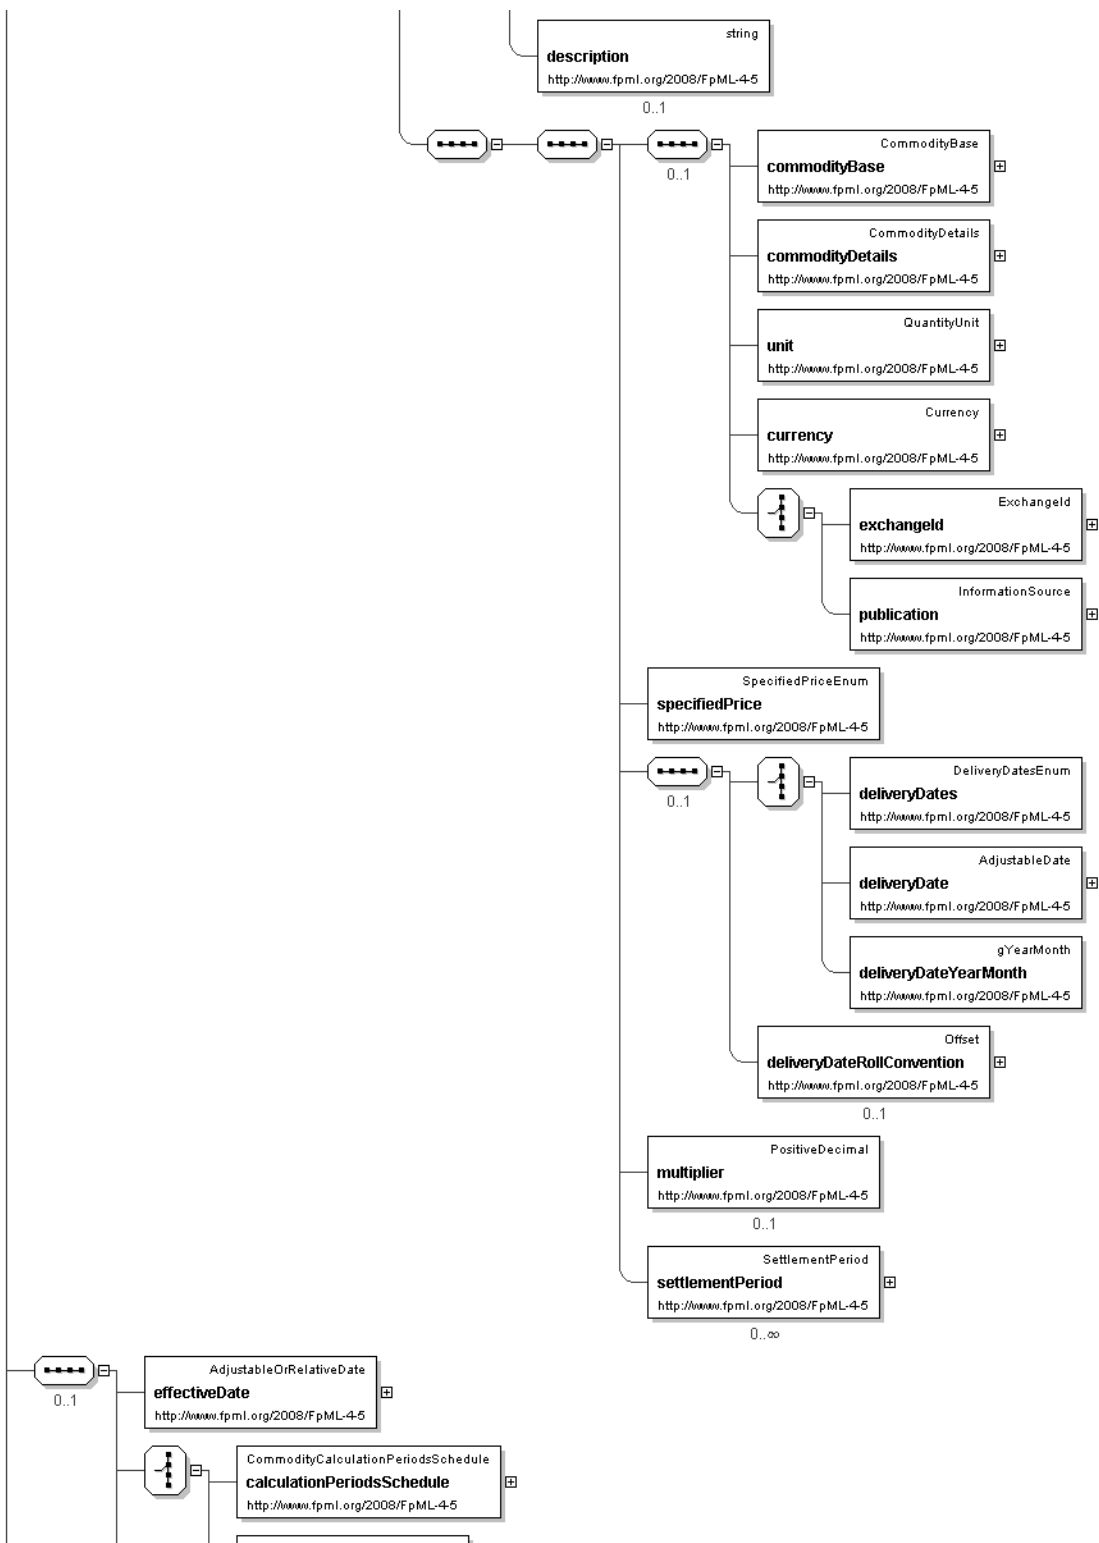 string
description
http://www.fpml.org/2008/FpML-4-5
0..1
CommodityBase
commodityBase
http://www.fpml.org/2008/FpML-4-5
0..1
CommodityDetails
commodityDetails
http://www.fpml.org/2008/FpML-4-5
QuantityUnit
unit
http://www.fpml.org/2008/FpML-4-5
Currency
currency
http://www.fpml.org/2008/FpML-4-5
ExchangeId
exchangeId
http://www.fpml.org/2008/FpML-4-5
InformationSource
publication
http://www.fpml.org/2008/FpML-4-5
SpecifiedPriceEnum
specifiedPrice
http://www.fpml.org/2008/FpML-4-5
0..1
DeliveryDatesEnum
deliveryDates
http://www.fpml.org/2008/FpML-4-5
AdjustableDate
deliveryDate
http://www.fpml.org/2008/FpML-4-5
gYearMonth
deliveryDateYearMonth
http://www.fpml.org/2008/FpML-4-5
Offset
deliveryDateRollConvention
http://www.fpml.org/2008/FpML-4-5
0..1
PositiveDecimal
multiplier
http://www.fpml.org/2008/FpML-4-5
0..1
SettlementPeriod
settlementPeriod
http://www.fpml.org/2008/FpML-4-5
0..∞
0..1
AdjustableOrRelativeDate
effectiveDate
http://www.fpml.org/2008/FpML-4-5
CommodityCalculationPeriodsSchedule
calculationPeriodsSchedule
http://www.fpml.org/2008/FpML-4-5